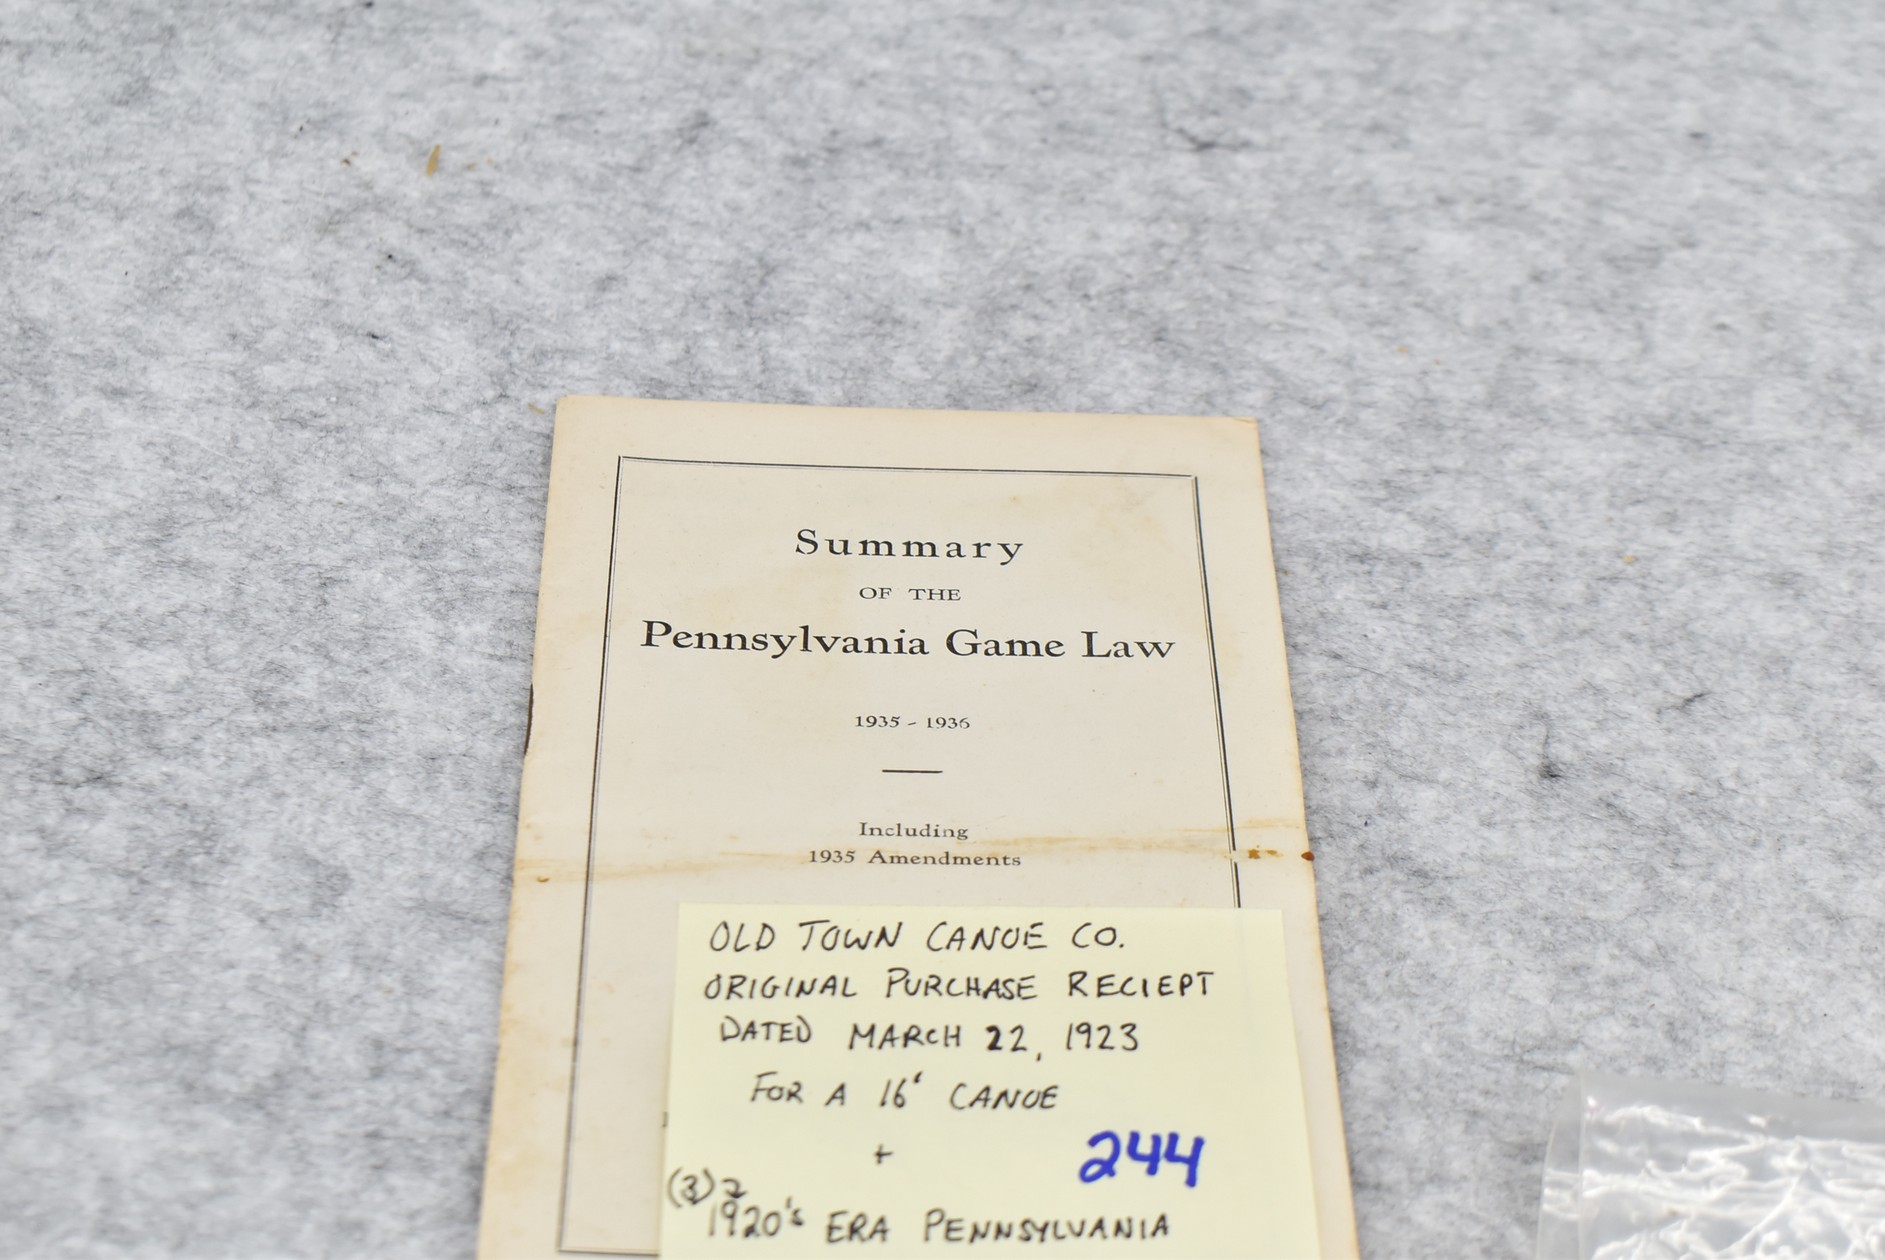 Summary
OF THE
Pennsylvania Game Law
1935 - 1936
Including
1935 Amendments
OLD TOWN CANOE CO.
ORIGINAL PURCHASE RECIEPT
DATED MARCH 22, 1923
FOR A 16' CANOE
+
244
(3) 2
1920's ERA PENNSYLVANIA